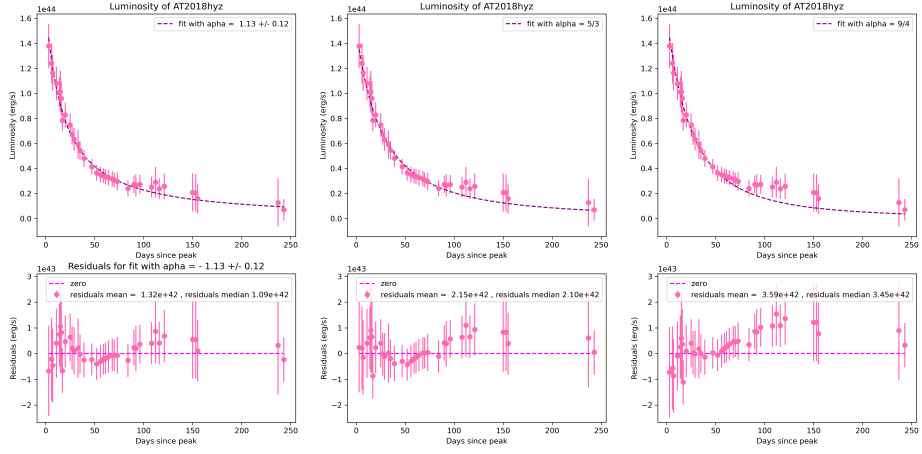 Luminosity of AT2018hyz
1e44
fit with apha = 1.13 +/- 0.12
Luminosity (erg/s)
1.6
1.4
1.2
1.0
0.8
0.6
0.4
0.2
0.0
0 50 100 150 200 250
Days since peak
Luminosity of AT2018hyz
1e44
fit with alpha = 5/3
Luminosity (erg/s)
1.6
1.4
1.2
1.0
0.8
0.6
0.4
0.2
0.0
0 50 100 150 200 250
Days since peak
Luminosity of AT2018hyz
1e44
fit with alpha = 9/4
Luminosity (erg/s)
1.6
1.4
1.2
1.0
0.8
0.6
0.4
0.2
0.0
0 50 100 150 200 250
Days since peak
Residuals for fit with apha = - 1.13 +/- 0.12
1e43
zero
residuals mean = 1.32e+42 , residuals median 1.09e+42
Residuals (erg/s)
3
2
1
0
−1
−2
0 50 100 150 200 250
Days since peak
1e43
zero
residuals mean = 2.15e+42 , residuals median 2.10e+42
Residuals (erg/s)
3
2
1
0
−1
−2
0 50 100 150 200 250
Days since peak
1e43
zero
residuals mean = 3.59e+42 , residuals median 3.45e+42
Residuals (erg/s)
3
2
1
0
−1
−2
0 50 100 150 200 250
Days since peak